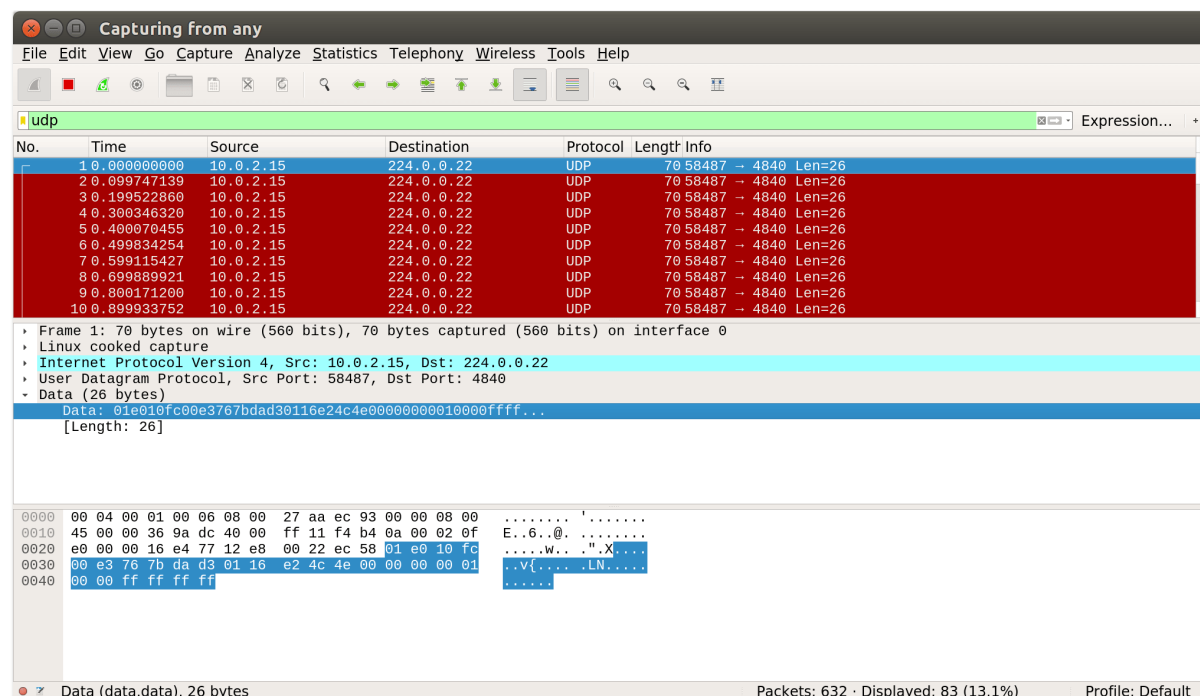 Capturing from any
File Edit View Go Capture Analyze Statistics Telephony Wireless Tools Help
udp Expression… +
No. Time Source Destination Protocol Length Info
1 0.000000000 10.0.2.15 224.0.0.22 UDP 70 58487 → 4840 Len=26
2 0.099747139 10.0.2.15 224.0.0.22 UDP 70 58487 → 4840 Len=26
3 0.199522860 10.0.2.15 224.0.0.22 UDP 70 58487 → 4840 Len=26
4 0.300346320 10.0.2.15 224.0.0.22 UDP 70 58487 → 4840 Len=26
5 0.400070455 10.0.2.15 224.0.0.22 UDP 70 58487 → 4840 Len=26
6 0.499834254 10.0.2.15 224.0.0.22 UDP 70 58487 → 4840 Len=26
7 0.599115427 10.0.2.15 224.0.0.22 UDP 70 58487 → 4840 Len=26
8 0.699889921 10.0.2.15 224.0.0.22 UDP 70 58487 → 4840 Len=26
9 0.800171200 10.0.2.15 224.0.0.22 UDP 70 58487 → 4840 Len=26
10 0.899933752 10.0.2.15 224.0.0.22 UDP 70 58487 → 4840 Len=26
Frame 1: 70 bytes on wire (560 bits), 70 bytes captured (560 bits) on interface 0
Linux cooked capture
Internet Protocol Version 4, Src: 10.0.2.15, Dst: 224.0.0.22
User Datagram Protocol, Src Port: 58487, Dst Port: 4840
Data (26 bytes)
Data: 01e010fc00e3767bdad30116e24c4e00000000010000ffff...
[Length: 26]
0000 00 04 00 01 00 06 08 00 27 aa ec 93 00 00 08 00 ........ '.......
0010 45 00 00 36 9a dc 40 00 ff 11 f4 b4 0a 00 02 0f E..6..@. ........
0020 e0 00 00 16 e4 77 12 e8 00 22 ec 58 01 e0 10 fc .....w.. .".X....
0030 00 e3 76 7b da d3 01 16 e2 4c 4e 00 00 00 00 01 ..v{.... .LN.....
0040 00 00 ff ff ff ff ......
Data (data.data), 26 bytes Packets: 632 · Displayed: 83 (13.1%) Profile: Default